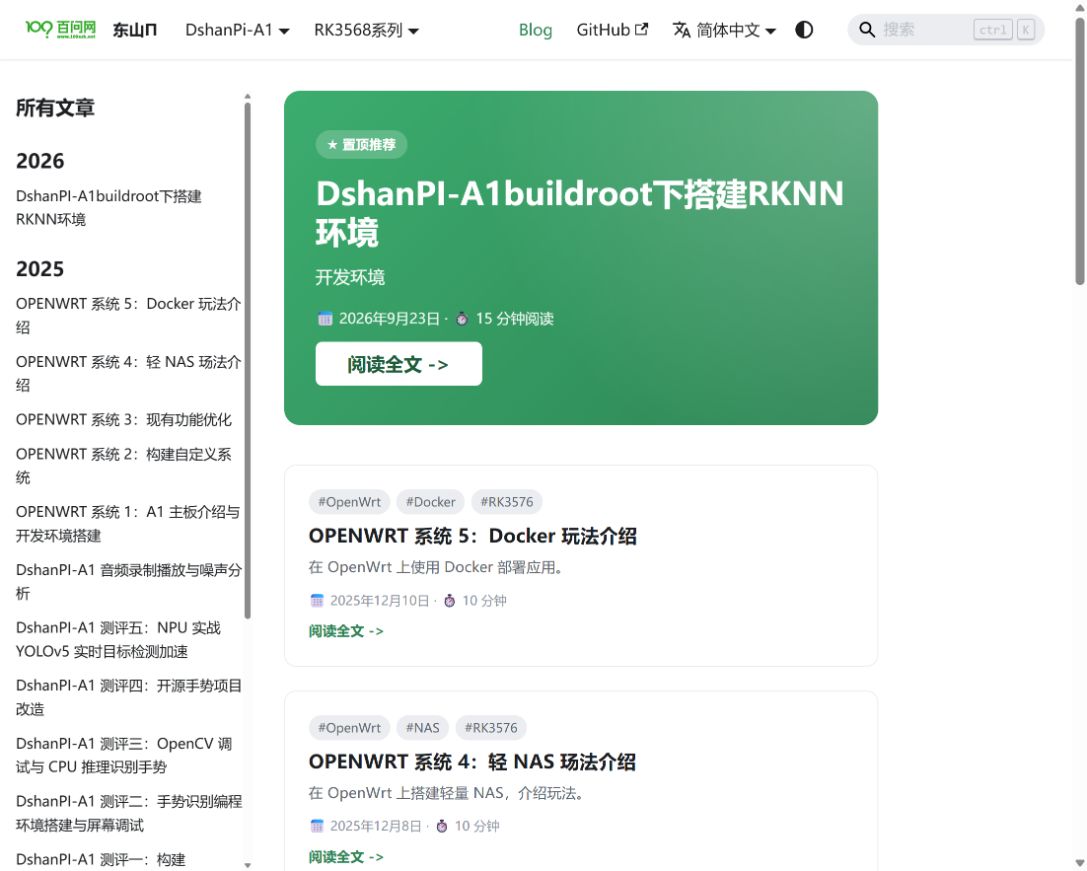 100 百问网
www.100ask.net
东山Π
DshanPi-A1
RK3568系列
Blog
GitHub
简体中文
搜索
ctrl
K
所有文章
2026
DshanPI-A1buildroot下搭建
RKNN环境
2025
OPENWRT 系统 5：Docker 玩法介
绍
OPENWRT 系统 4：轻 NAS 玚法介
绍
OPENWRT 系统 3：现有功能优化
OPENWRT 系统 2：构建自定义系
统
OPENWRT 系统 1：A1 主板介绍与
开发环境搭建
DshanPI-A1 音频录制播放与噪声分
析
DshanPI-A1 测评五：NPU 实战
YOLOv5 实时目标检测加速
DshanPI-A1 测评四：开源手势项目
改造
DshanPI-A1 测评三：OpenCV 调
试与 CPU 推理识别手势
DshanPI-A1 测评二：手势识别编程
环境搭建与屏幕调试
DshanPI-A1 测评一：构建
★ 置顶推荐
DshanPI-A1buildroot下搭建RKNN
环境
开发环境
2026年9月23日 · 15 分钟阅读
阅读全文 ->
#OpenWrt #Docker #RK3576
OPENWRT 系统 5：Docker 玩法介绍
在 OpenWrt 上使用 Docker 部署应用。
2025年12月10日 · 10 分钟
阅读全文 ->
#OpenWrt #NAS #RK3576
OPENWRT 系统 4：轻 NAS 玚法介绍
在 OpenWrt 上搭建轻量 NAS，介绍玩法。
2025年12月8日 · 10 分钟
阅读全文 ->